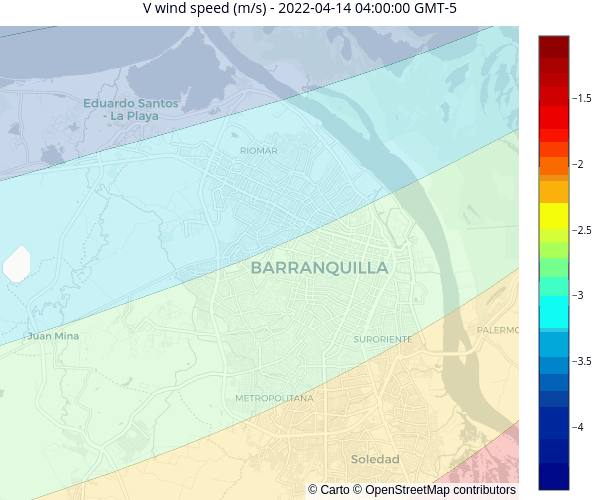 V wind speed (m/s) - 2022-04-14 04:00:00 GMT-5
Eduardo Santos
- La Playa
RIOMAR
BARRANQUILLA
Juan Mina
SURORIENTE
PALERMO
METROPOLITANA
Soledad
© Carto © OpenStreetMap contributors
−1.5
−2
−2.5
−3
−3.5
−4